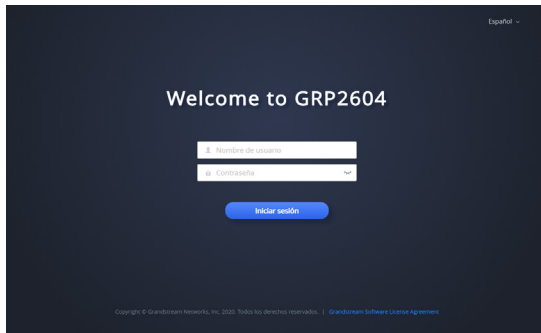 Español
Welcome to GRP2604
Nombre de usuario
Contraseña
Iniciar sesión
Copyright © Grandstream Networks, Inc. 2020. Todos los derechos reservados. | Grandstream Software License Agreement